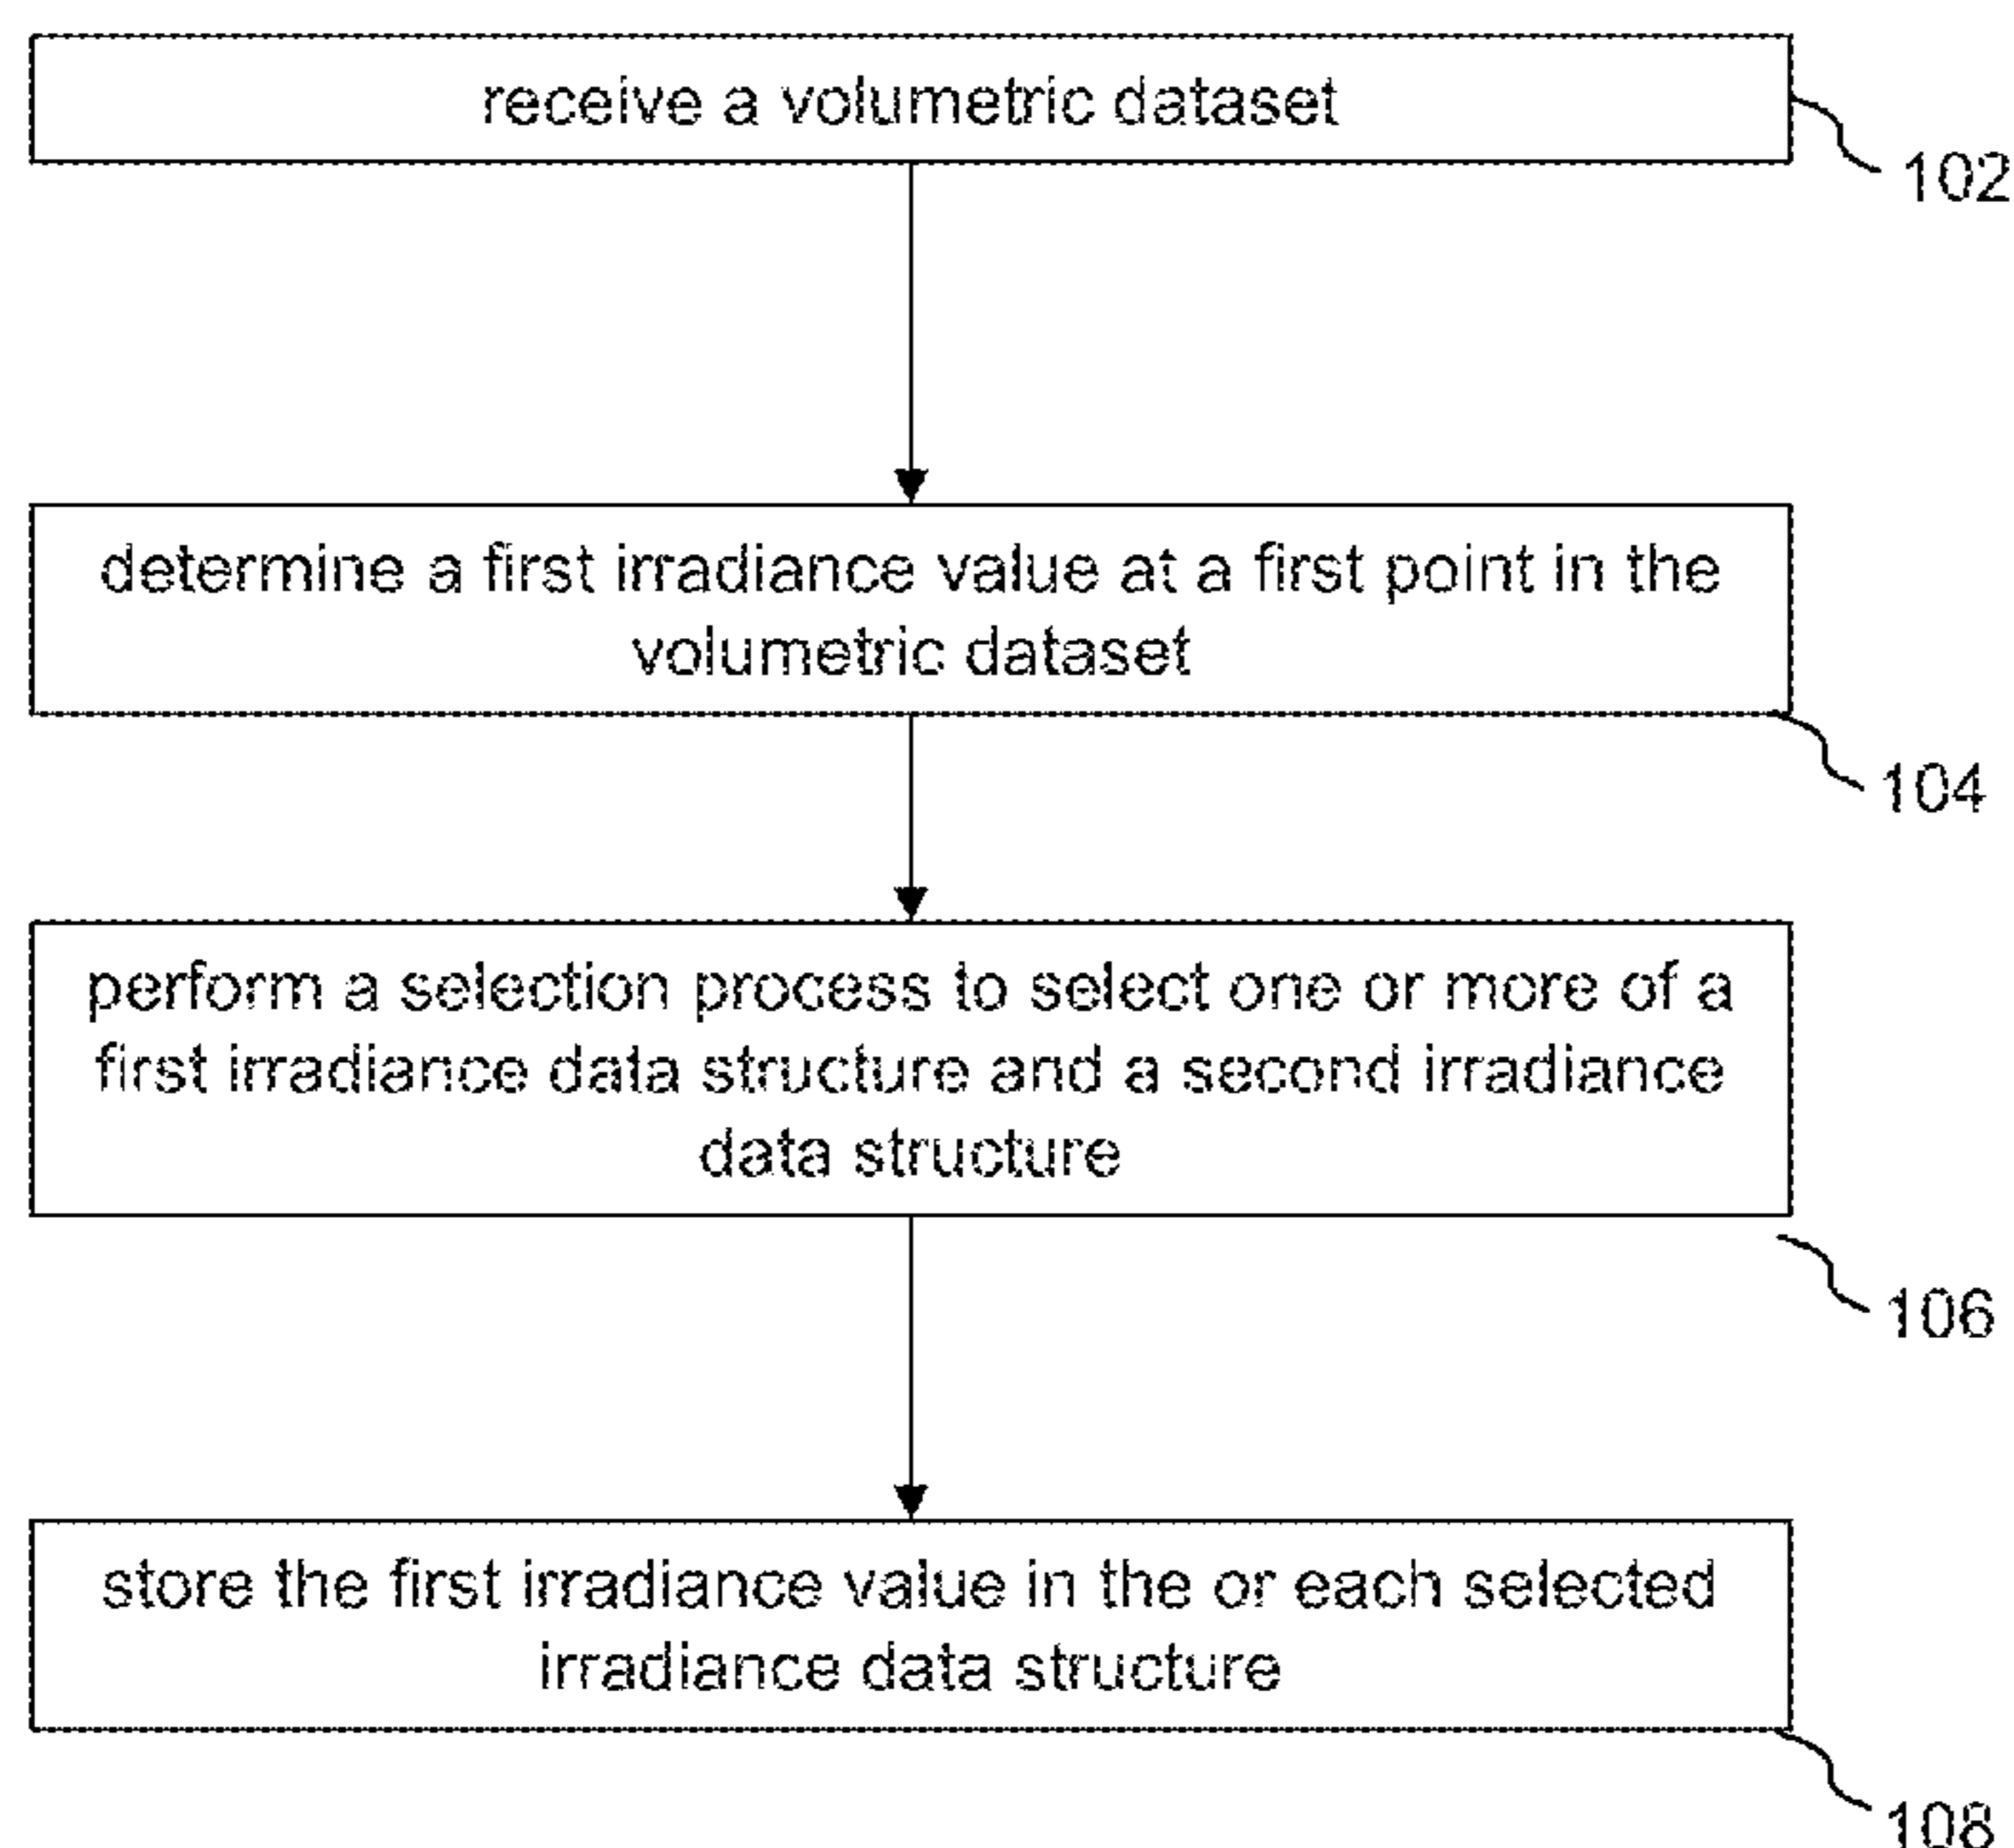 receive a volumetric dataset
102
determine a first irradiance value at a first point in the
volumetric dataset
104
perform a selection process to select one or more of a
first irradiance data structure and a second irradiance
data structure
106
store the first irradiance value in the or each selected
irradiance data structure
108